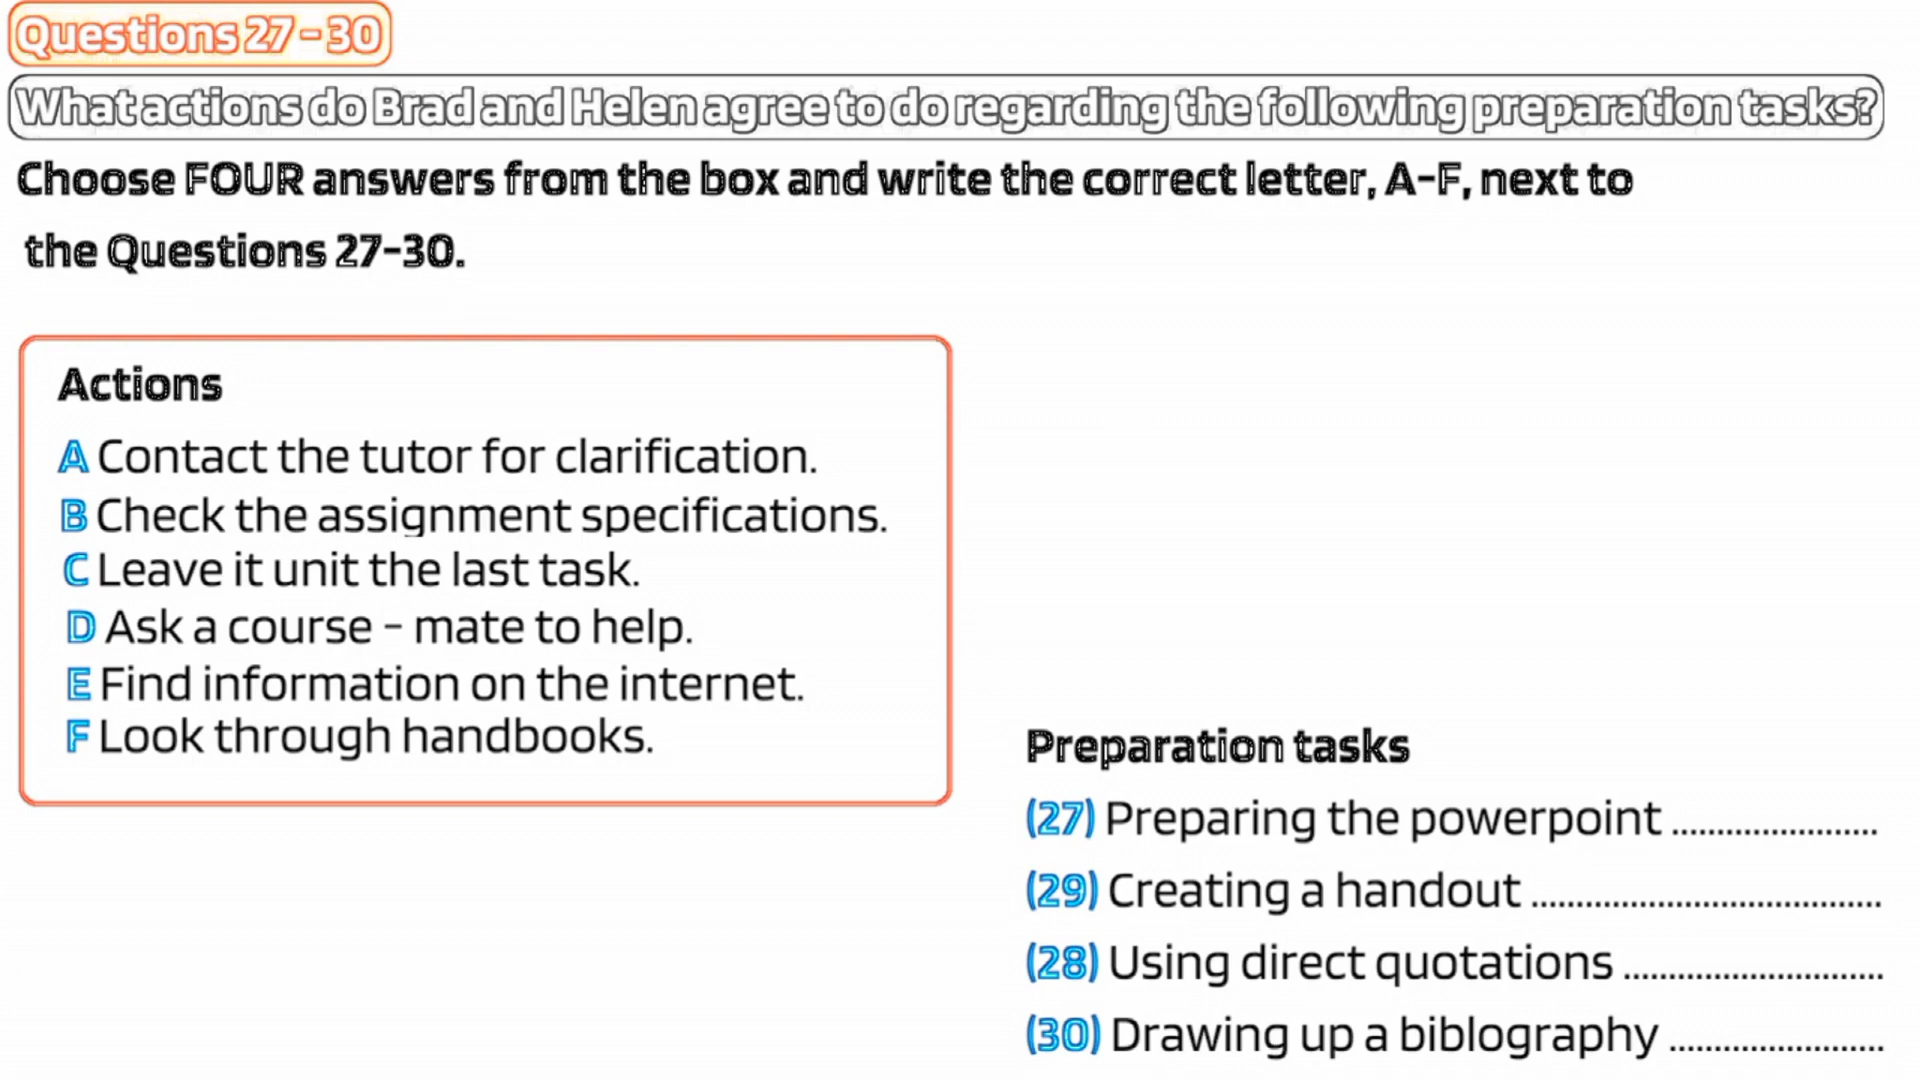 Questions 27 - 30
What actions do Brad and Helen agree to do regarding the following preparation tasks?
Choose FOUR answers from the box and write the correct letter, A-F, next to
the Questions 27-30.
Actions
A Contact the tutor for clarification.
B Check the assignment specifications.
C Leave it unit the last task.
D Ask a course - mate to help.
E Find information on the internet.
F Look through handbooks.
Preparation tasks
(27) Preparing the powerpoint .......................
(29) Creating a handout .......................................
(28) Using direct quotations .............................
(30) Drawing up a biblography ........................